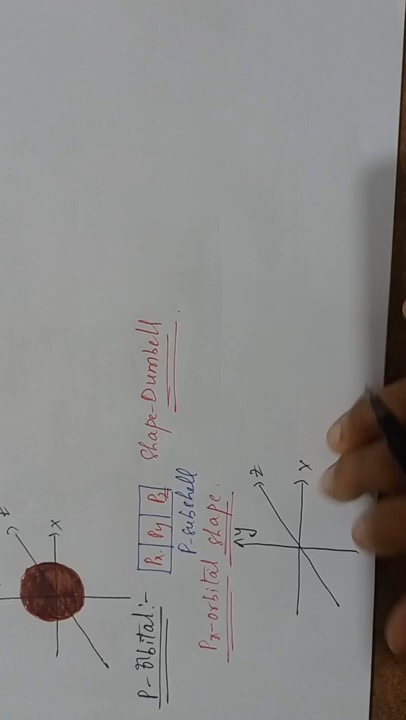 Z
X
P-Orbital:- Px Py Pz Shape-Dumbell.
P-subshell
Px-orbital shape.
y
Z
X